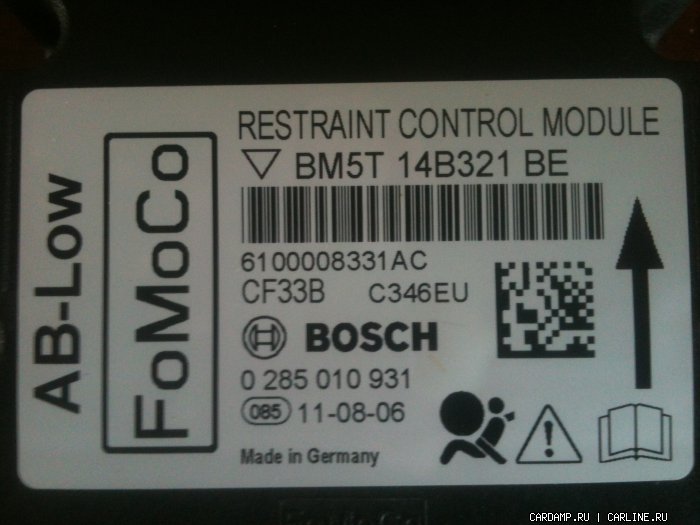 RESTRAINT CONTROL MODULE
BM5T 14B321 BE
6100008331AC
CF33B C346EU
BOSCH
0 285 010 931
085 11-08-06
Made in Germany
AB-Low
FoMoCo
CARDAMP.RU | CARLINE.RU